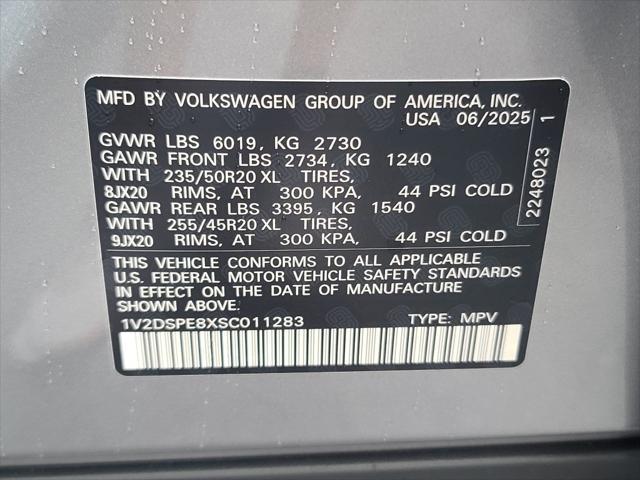 MFD BY VOLKSWAGEN GROUP OF AMERICA, INC.
USA 06/2025
GVWR LBS 6019, KG 2730
GAWR FRONT LBS 2734, KG 1240
WITH 235/50R20 XL TIRES,
8JX20 RIMS, AT 300 KPA, 44 PSI COLD
GAWR REAR LBS 3395, KG 1540
WITH 255/45R20 XL TIRES,
9JX20 RIMS, AT 300 KPA, 44 PSI COLD
THIS VEHICLE CONFORMS TO ALL APPLICABLE
U.S. FEDERAL MOTOR VEHICLE SAFETY STANDARDS
IN EFFECT ON THE DATE OF MANUFACTURE
SHOWN ABOVE.
1V2DSPE8XSC011283 TYPE: MPV
2248023 1